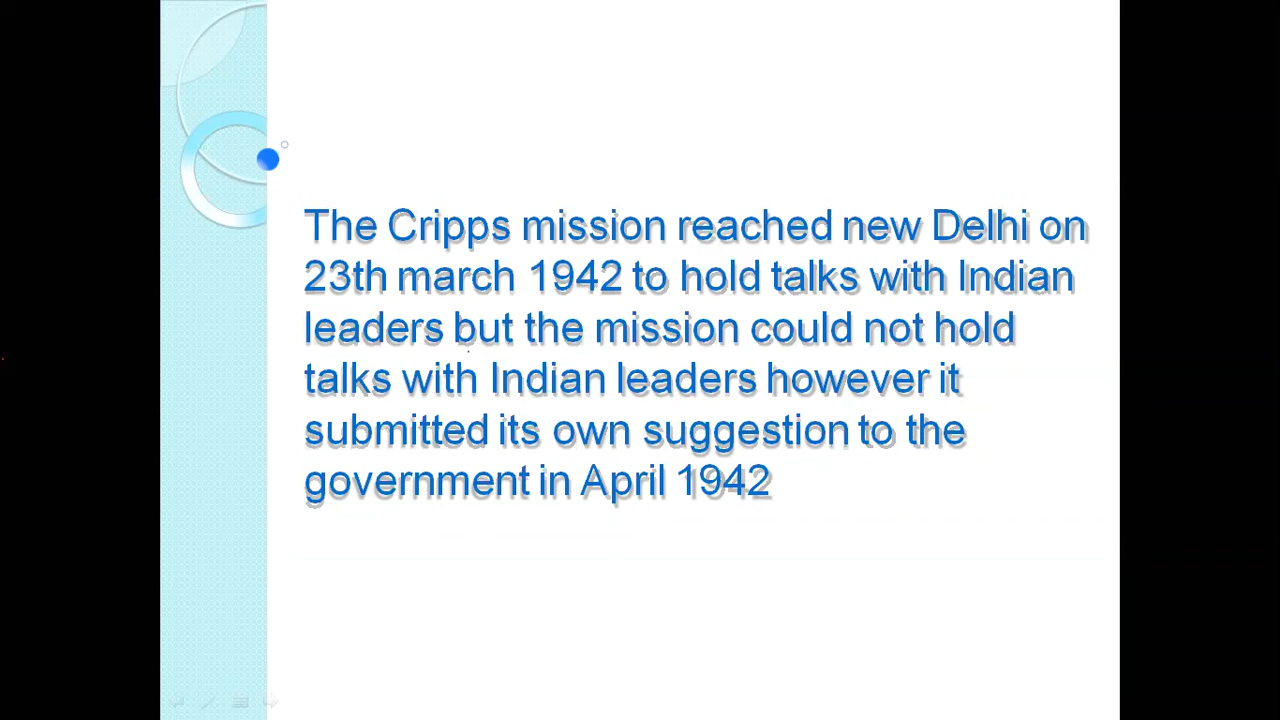 The Cripps mission reached new Delhi on
23th march 1942 to hold talks with Indian
leaders but the mission could not hold
talks with Indian leaders however it
submitted its own suggestion to the
government in April 1942